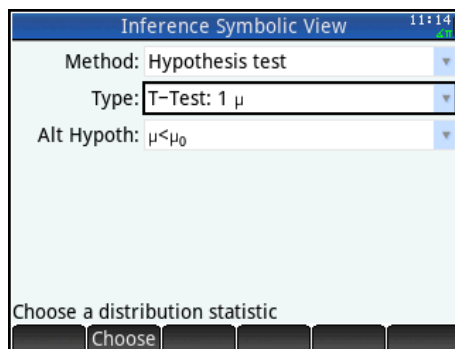 Inference Symbolic View 11:14
∡π
Method: Hypothesis test
Type: T-Test: 1 μ
Alt Hypoth: μ<μ₀
Choose a distribution statistic
Choose